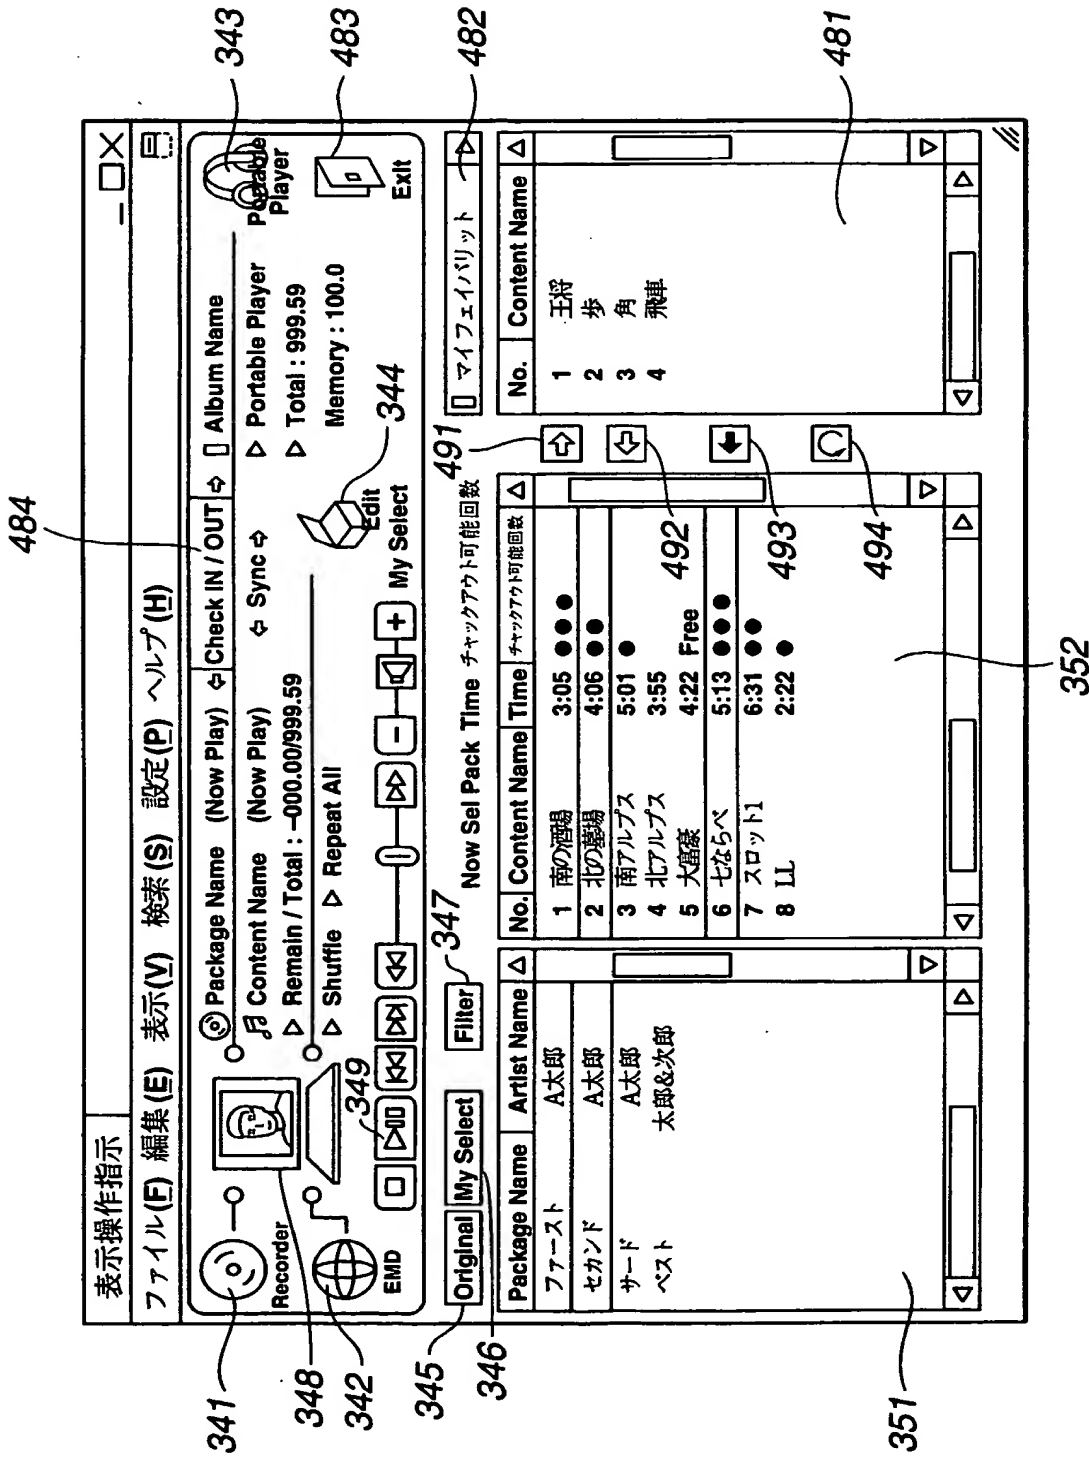 表示操作指示
ファイル(F) 編集(E) 表示(V) 検索(S) 設定(P) ヘルプ(H)
Recorder
EMD
Package Name (Now Play)
Check IN / OUT
Album Name
Content Name (Now Play)
Sync
Portable Player
Remain / Total : –000.00/999.59
Total : 999.59
Shuffle
Repeat All
Memory : 100.0
Portable Player
Exit
Edit
My Select
Original
My Select
Filter
Now Sel Pack Time チャックアウト可能回数
マイフェイバリット
Package Name Artist Name
ファースト A太郎
セカンド A太郎
サード A太郎
ベスト 太郎&次郎
No. Content Name Time チャックアウト可能回数
1 南の酒場 3:05 ●●●
2 北の墓場 4:06 ●●
3 南アルプス 5:01 ●
4 北アルプス 3:55
5 大富豪 4:22 Free
6 七ならべ 5:13 ●●●
7 スロット1 6:31 ●●
8 LL 2:22 ●
No. Content Name
1 王将
2 歩
3 角
4 飛車
341
348
342
345
346
349
347
484
344
343
483
482
491
492
493
494
351
352
481